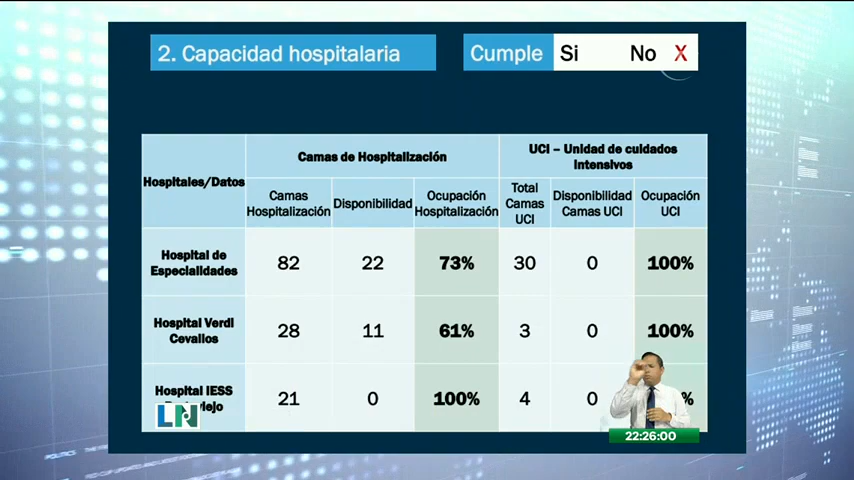 2. Capacidad hospitalaria
Cumple Si No X
Hospitales/Datos
Camas de Hospitalización
UCI – Unidad de cuidados
intensivos
Camas
Hospitalización
Disponibilidad
Ocupación
Hospitalización
Total
Camas
UCI
Disponibilidad
Camas UCI
Ocupación
UCI
Hospital de
Especialidades
82 22 73% 30 0 100%
Hospital Verdi
Cevallos
28 11 61% 3 0 100%
Hospital IESS
21 0 100% 4 0 %
LN
22:26:00